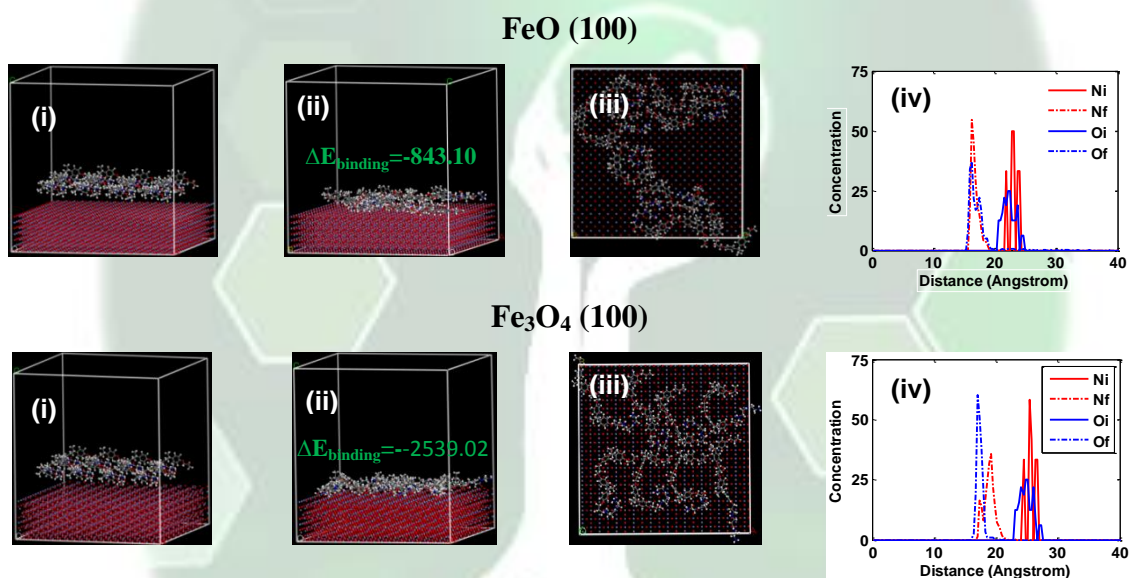 FeO (100)
(i)
(ii)
ΔE_binding=-843.10
(iii)
(iv)
Concentration
75
50
25
0
0 10 20 30 40
Distance (Angstrom)
Ni
Nf
Oi
Of
Fe₃O₄ (100)
(i)
(ii)
ΔE_binding=--2539.02
(iii)
(iv)
Concentration
75
50
25
0
0 10 20 30 40
Distance (Angstrom)
Ni
Nf
Oi
Of